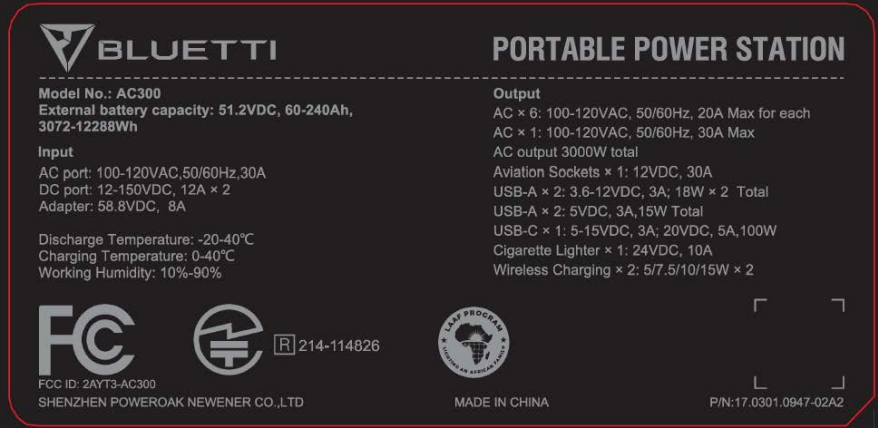 BLUETTI
PORTABLE POWER STATION
Model No.: AC300
External battery capacity: 51.2VDC, 60-240Ah,
3072-12288Wh
Input
AC port: 100-120VAC,50/60Hz,30A
DC port: 12-150VDC, 12A × 2
Adapter: 58.8VDC, 8A
Discharge Temperature: -20-40℃
Charging Temperature: 0-40℃
Working Humidity: 10%-90%
Output
AC × 6: 100-120VAC, 50/60Hz, 20A Max for each
AC × 1: 100-120VAC, 50/60Hz, 30A Max
AC output 3000W total
Aviation Sockets × 1: 12VDC, 30A
USB-A × 2: 3.6-12VDC, 3A; 18W × 2 Total
USB-A × 2: 5VDC, 3A,15W Total
USB-C × 1: 5-15VDC, 3A; 20VDC, 5A,100W
Cigarette Lighter × 1: 24VDC, 10A
Wireless Charging × 2: 5/7.5/10/15W × 2
FC
R 214-114826
LAAF PROGRAM
LIGHTING AN AFRICAN FAMILY
FCC ID: 2AYT3-AC300
SHENZHEN POWEROAK NEWENER CO.,LTD
MADE IN CHINA
P/N:17.0301.0947-02A2